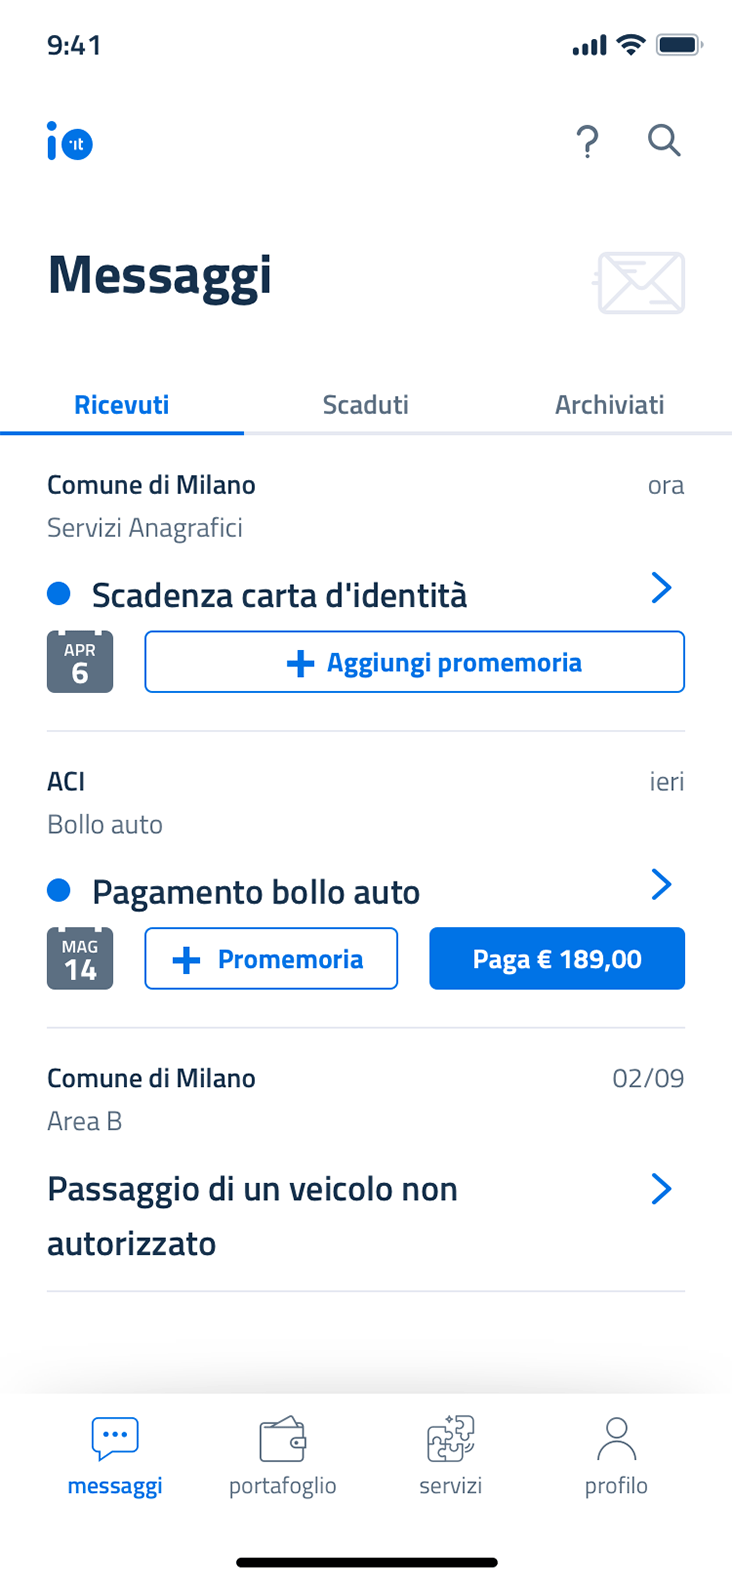 9:41
io it
?
Messaggi
Ricevuti Scaduti Archiviati
Comune di Milano ora
Servizi Anagrafici
Scadenza carta d'identità
APR
6
+ Aggiungi promemoria
ACI ieri
Bollo auto
Pagamento bollo auto
MAG
14
+ Promemoria Paga € 189,00
Comune di Milano 02/09
Area B
Passaggio di un veicolo non
autorizzato
messaggi portafoglio servizi profilo